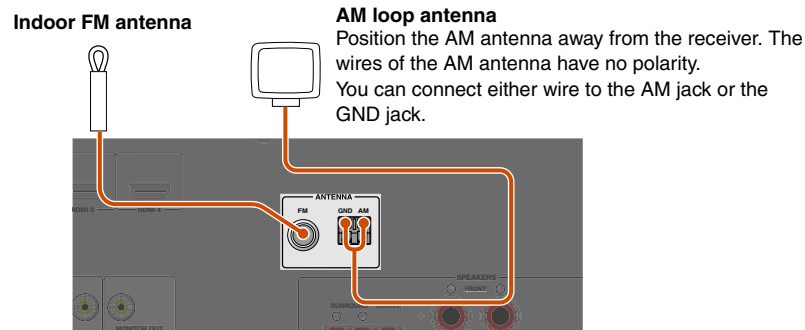 Indoor FM antenna
AM loop antenna
Position the AM antenna away from the receiver. The
wires of the AM antenna have no polarity.
You can connect either wire to the AM jack or the
GND jack.
HDMI 4
ANTENNA
FM
GND AM
SPEAKERS
FRONT
SURROUND
CENTER
MONITOR OUT